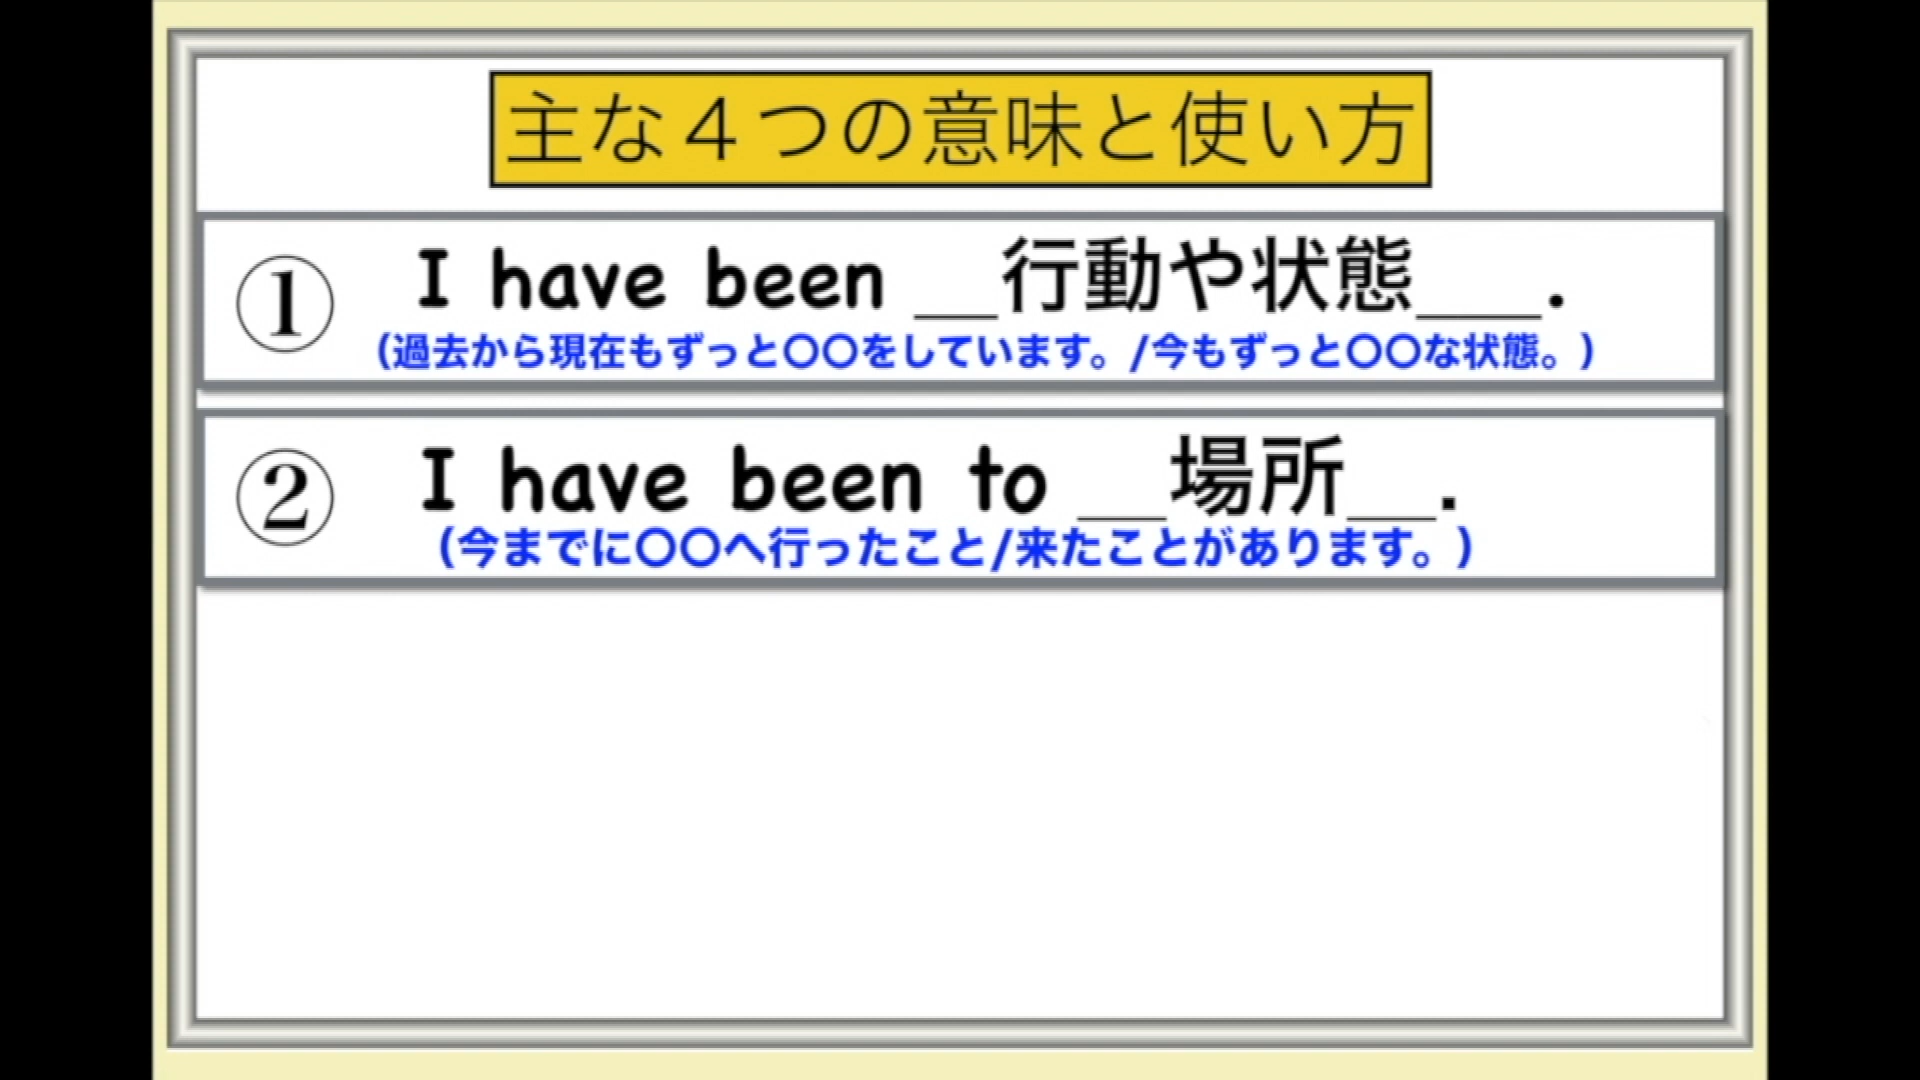 主な４つの意味と使い方
① I have been __行動や状態___.
(過去から現在もずっと〇〇をしています。/今もずっと〇〇な状態。)
② I have been to __場所__.
(今までに〇〇へ行ったこと/来たことがあります。)